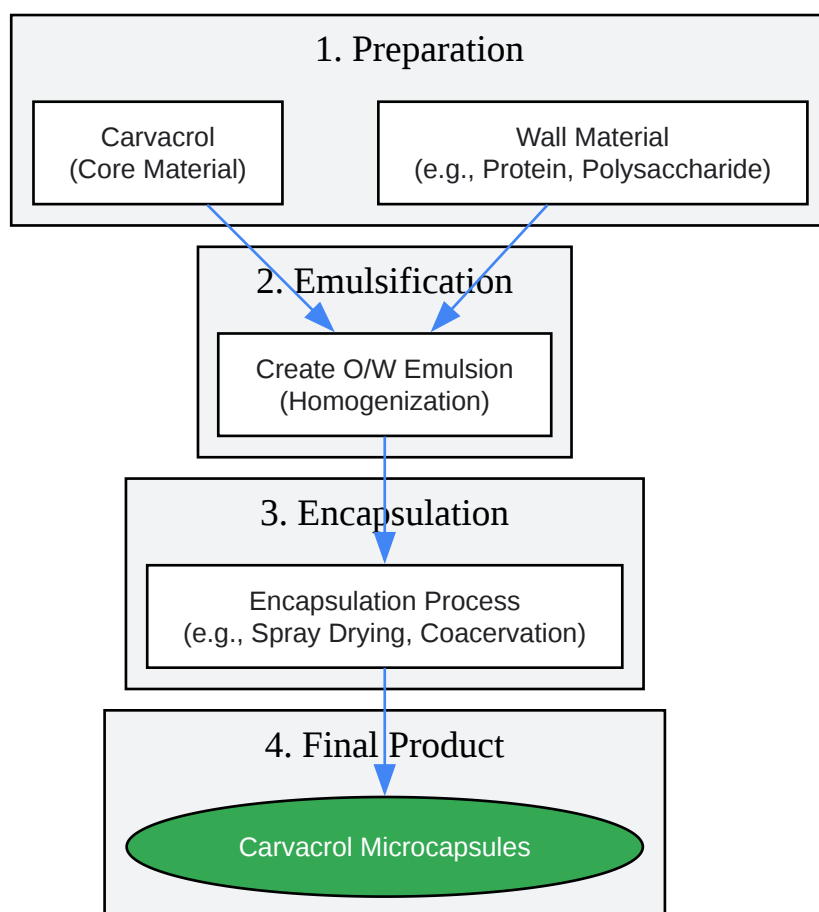 1. Preparation
Carvacrol
(Core Material)
Wall Material
(e.g., Protein, Polysaccharide)
2. Emulsification
Create O/W Emulsion
(Homogenization)
3. Encapsulation
Encapsulation Process
(e.g., Spray Drying, Coacervation)
4. Final Product
Carvacrol Microcapsules